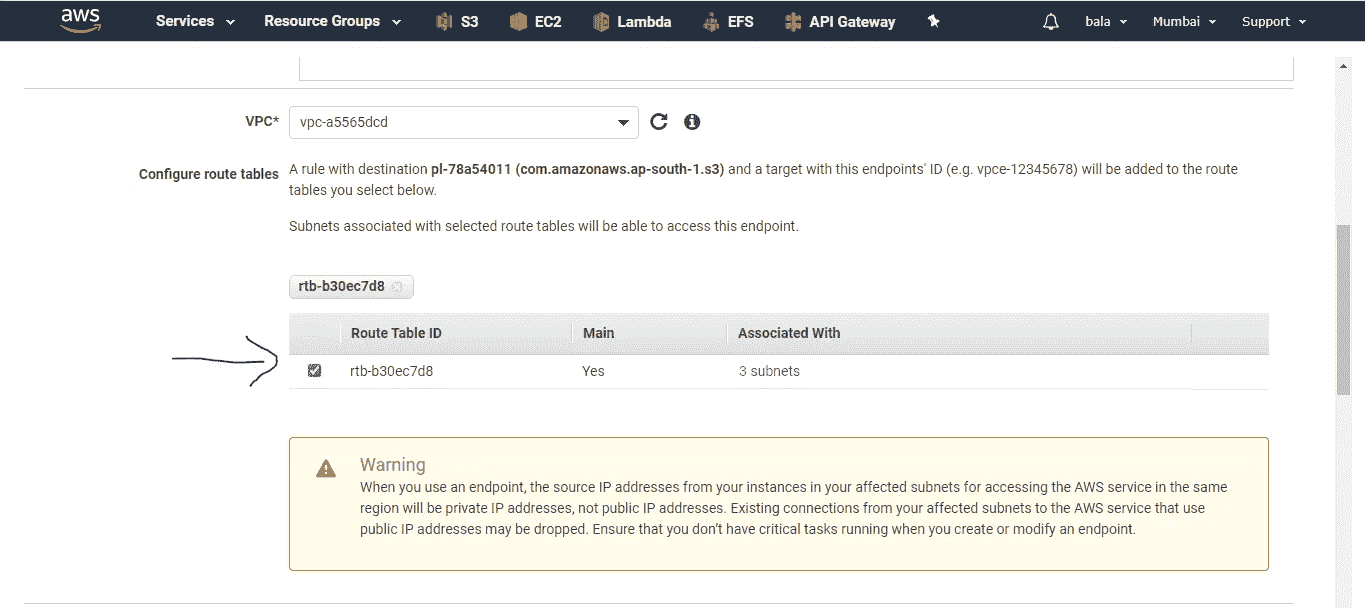 aws Services Resource Groups S3 EC2 Lambda EFS API Gateway bala Mumbai Support
VPC* vpc-a5565dcd
Configure route tables A rule with destination pl-78a54011 (com.amazonaws.ap-south-1.s3) and a target with this endpoints' ID (e.g. vpce-12345678) will be added to the route
tables you select below.
Subnets associated with selected route tables will be able to access this endpoint.
rtb-b30ec7d8
Route Table ID Main Associated With
rtb-b30ec7d8 Yes 3 subnets
Warning
When you use an endpoint, the source IP addresses from your instances in your affected subnets for accessing the AWS service in the same
region will be private IP addresses, not public IP addresses. Existing connections from your affected subnets to the AWS service that use
public IP addresses may be dropped. Ensure that you don't have critical tasks running when you create or modify an endpoint.